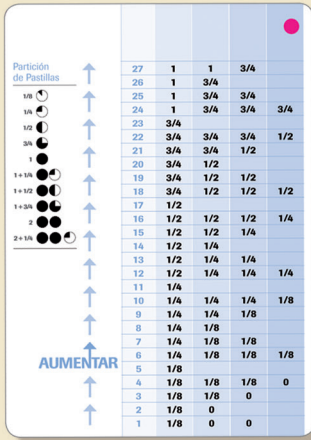 Partición
de Pastillas
1/8
1/4
1/2
3/4
1
1+1/4
1+1/2
1+3/4
2
2+1/4
AUMENTAR
27 1 1 3/4
26 1 3/4
25 1 3/4 3/4
24 1 3/4 3/4 3/4
23 3/4
22 3/4 3/4 3/4 1/2
21 3/4 3/4 1/2
20 3/4 1/2
19 3/4 1/2 1/2
18 3/4 1/2 1/2 1/2
17 1/2
16 1/2 1/2 1/2 1/4
15 1/2 1/2 1/4
14 1/2 1/4
13 1/2 1/4 1/4
12 1/2 1/4 1/4 1/4
11 1/4
10 1/4 1/4 1/4 1/8
9 1/4 1/4 1/8
8 1/4 1/8
7 1/4 1/8 1/8
6 1/4 1/8 1/8 1/8
5 1/8
4 1/8 1/8 1/8 0
3 1/8 1/8 0
2 1/8 0
1 1/8 0 0